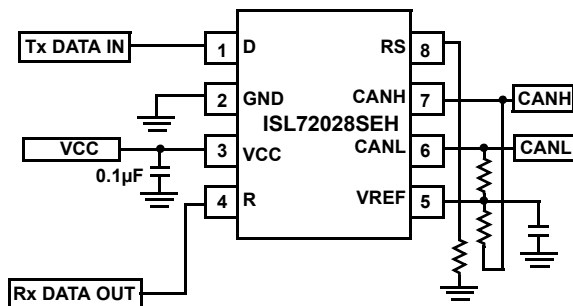 Tx DATA IN
1 D
RS 8
2 GND
CANH 7
CANH
ISL72028SEH
VCC
3 VCC
CANL 6
CANL
0.1µF
4 R
VREF 5
Rx DATA OUT